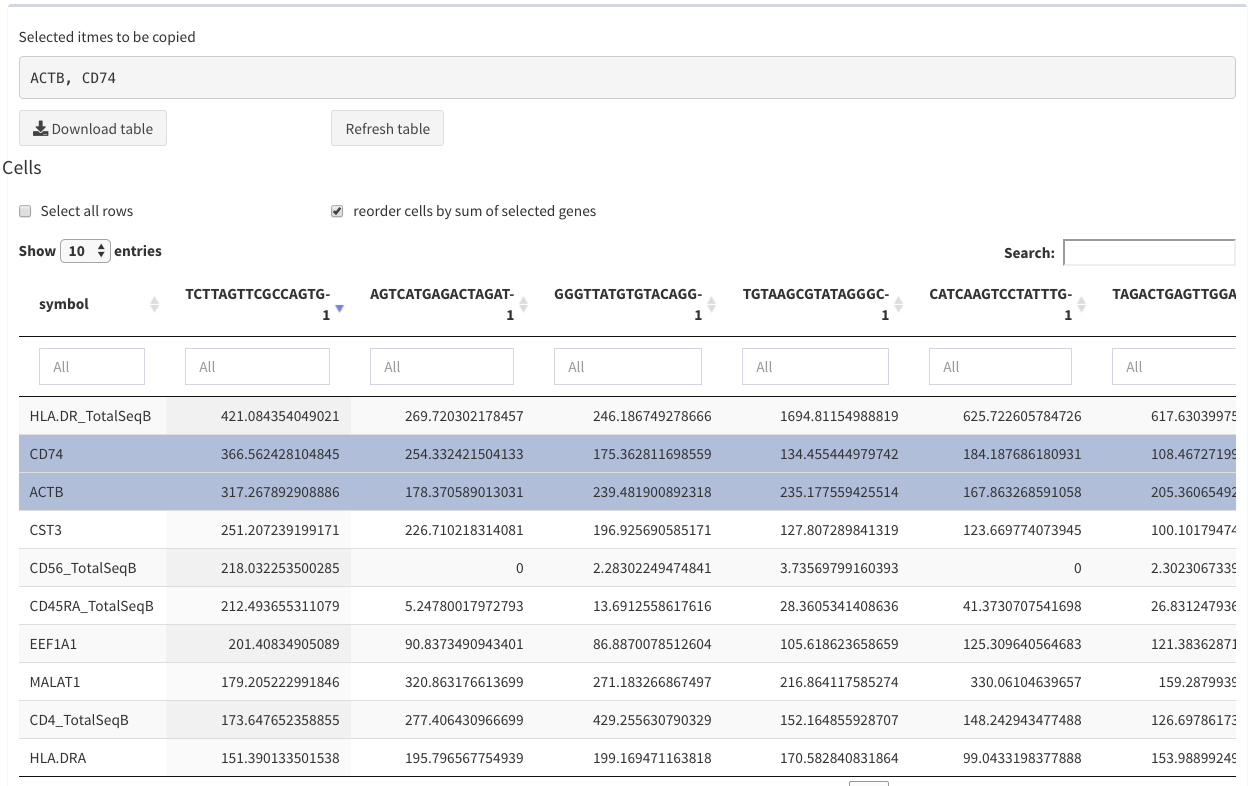 Selected itmes to be copied
ACTB, CD74
Download table Refresh table
Cells
Select all rows reorder cells by sum of selected genes
Show 10 entries Search:
symbol TCTTAGTTCGCCAGTG-1 AGTCATGAGACTAGAT-1 GGGTTATGTGTACAGG-1 TGTAAGCGTATAGGGC-1 CATCAAGTCCTATTTG-1 TAGACTGAGTTGGA
All All All All All All All
HLA.DR_TotalSeqB 421.084354049021 269.720302178457 246.186749278666 1694.81154988819 625.722605784726 617.63039975
CD74 366.562428104845 254.332421504133 175.362811698559 134.455444979742 184.187686180931 108.46727199
ACTB 317.267892908886 178.370589013031 239.481900892318 235.177559425514 167.863268591058 205.36065492
CST3 251.207239199171 226.710218314081 196.925690585171 127.807289841319 123.669774073945 100.10179474
CD56_TotalSeqB 218.032253500285 0 2.28302249474841 3.73569799160393 0 2.3023067339
CD45RA_TotalSeqB 212.493655311079 5.24780017972793 13.6912558617616 28.3605341408636 41.3730707541698 26.831247936
EEF1A1 201.40834905089 90.8373490943401 86.8870078512604 105.618623658659 125.309640564683 121.38362871
MALAT1 179.205222991846 320.863176613699 271.183266867497 216.864117585274 330.06104639657 159.2879939
CD4_TotalSeqB 173.647652358855 277.406430966699 429.255630790329 152.164855928707 148.242943477488 126.69786173
HLA.DRA 151.390133501538 195.796567754939 199.169471163818 170.582840831864 99.0433198377888 153.98899249